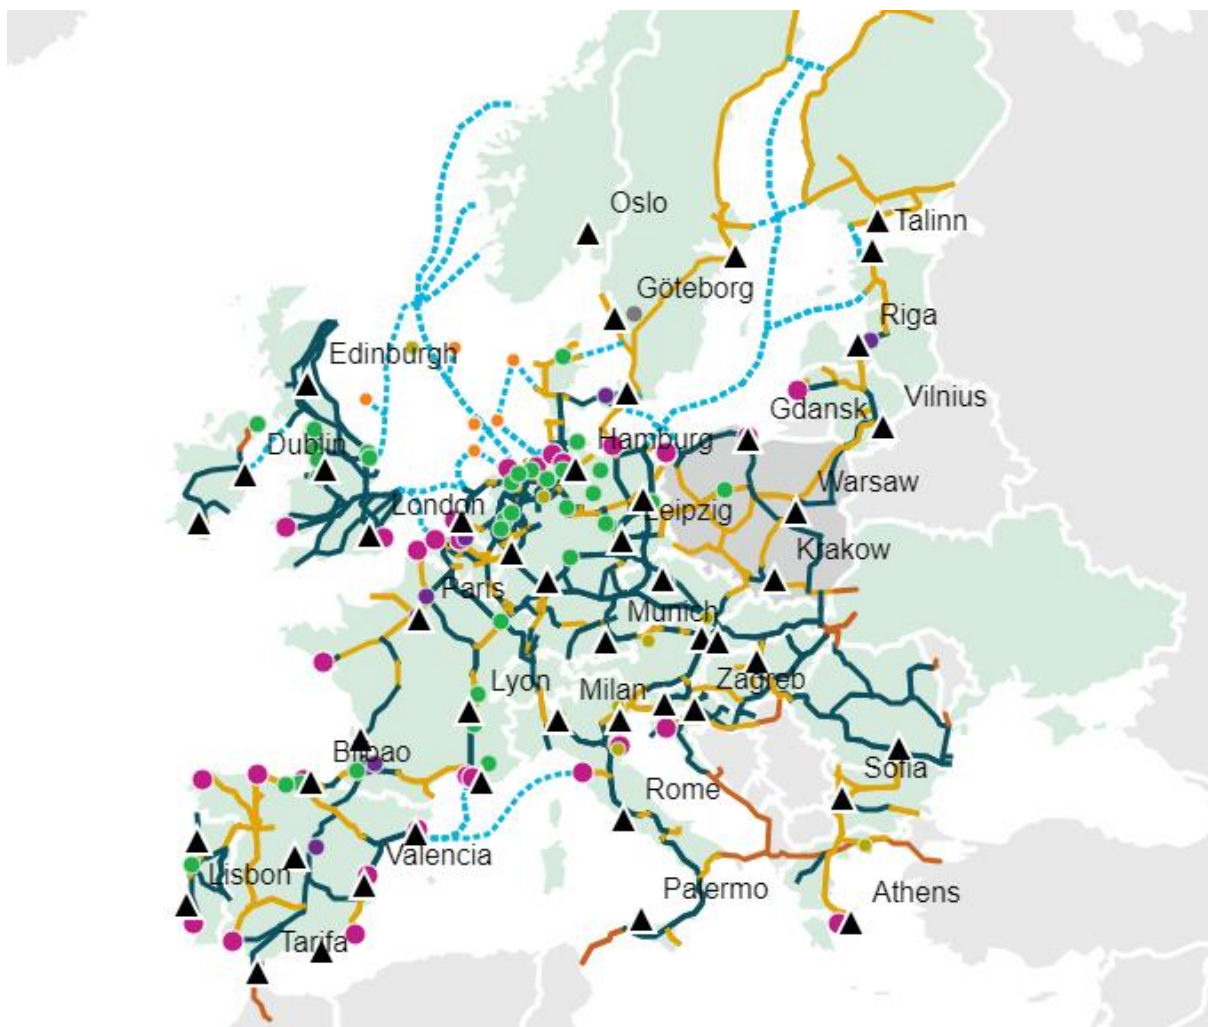 Oslo
Talinn
Göteborg
Riga
Edinburgh
Vilnius
Gdansk
Dublin
Hamburg
Warsaw
London
Leipzig
Krakow
Paris
Munich
Lyon
Milan
Zagreb
Bilbao
Sofia
Rome
Valencia
Lisbon
Palermo
Athens
Tarifa